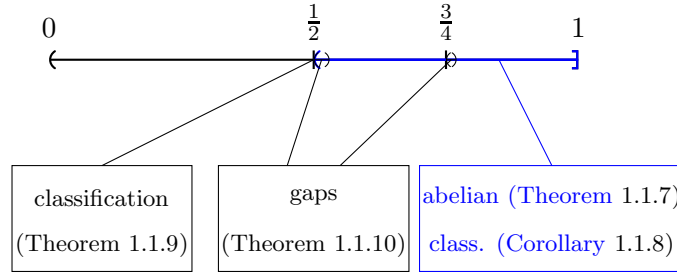 0 1/2 3/4 1
classification
(Theorem 1.1.9)
gaps
(Theorem 1.1.10)
abelian (Theorem 1.1.7)
class. (Corollary 1.1.8)